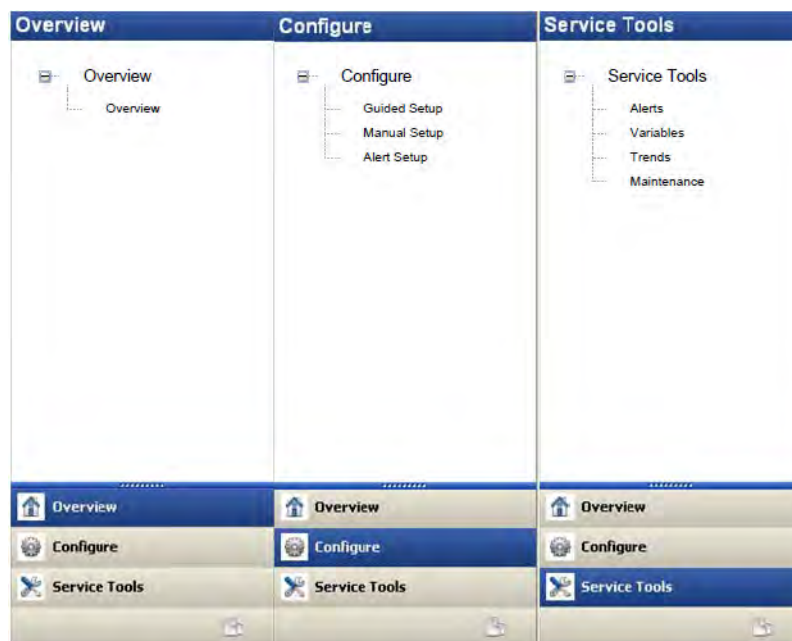 Overview
Overview
Overview
Overview
Configure
Service Tools
Configure
Configure
Guided Setup
Manual Setup
Alert Setup
Overview
Configure
Service Tools
Service Tools
Service Tools
Alerts
Variables
Trends
Maintenance
Overview
Configure
Service Tools